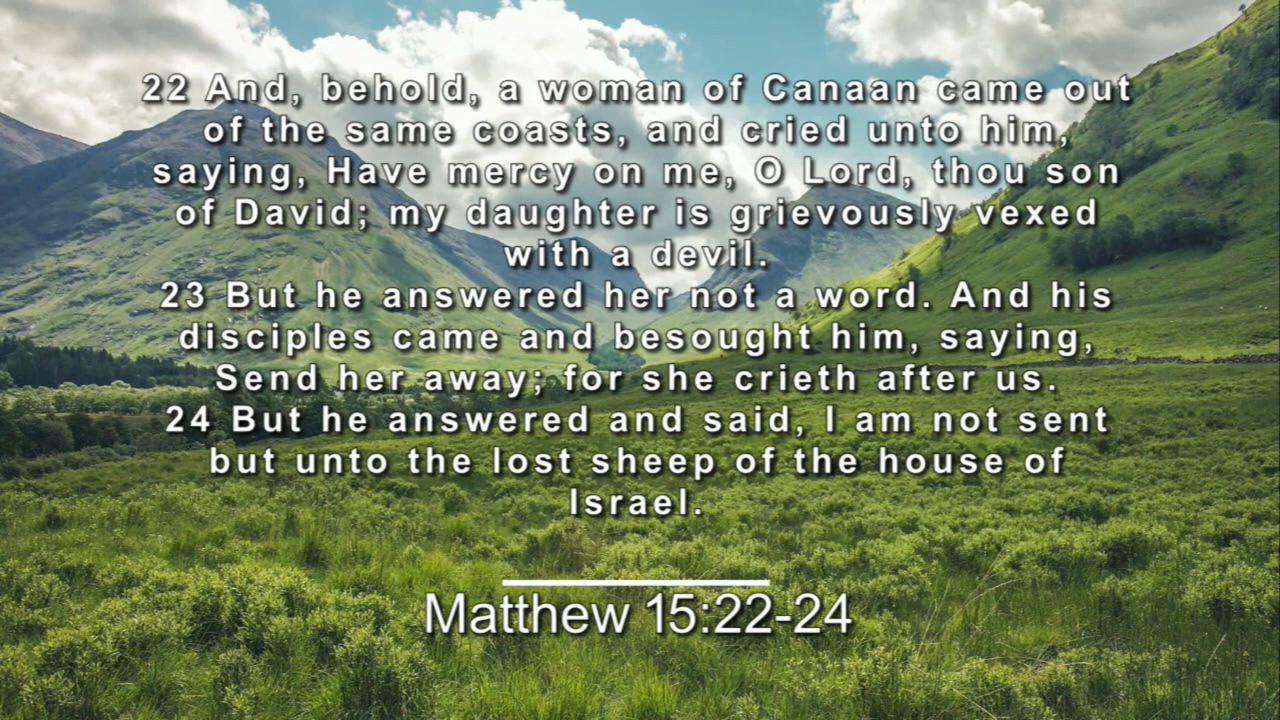 22 And, behold, a woman of Canaan came out
of the same coasts, and cried unto him,
saying, Have mercy on me, O Lord, thou son
of David; my daughter is grievously vexed
with a devil.
23 But he answered her not a word. And his
disciples came and besought him, saying,
Send her away; for she crieth after us.
24 But he answered and said, I am not sent
but unto the lost sheep of the house of
Israel.
Matthew 15:22-24